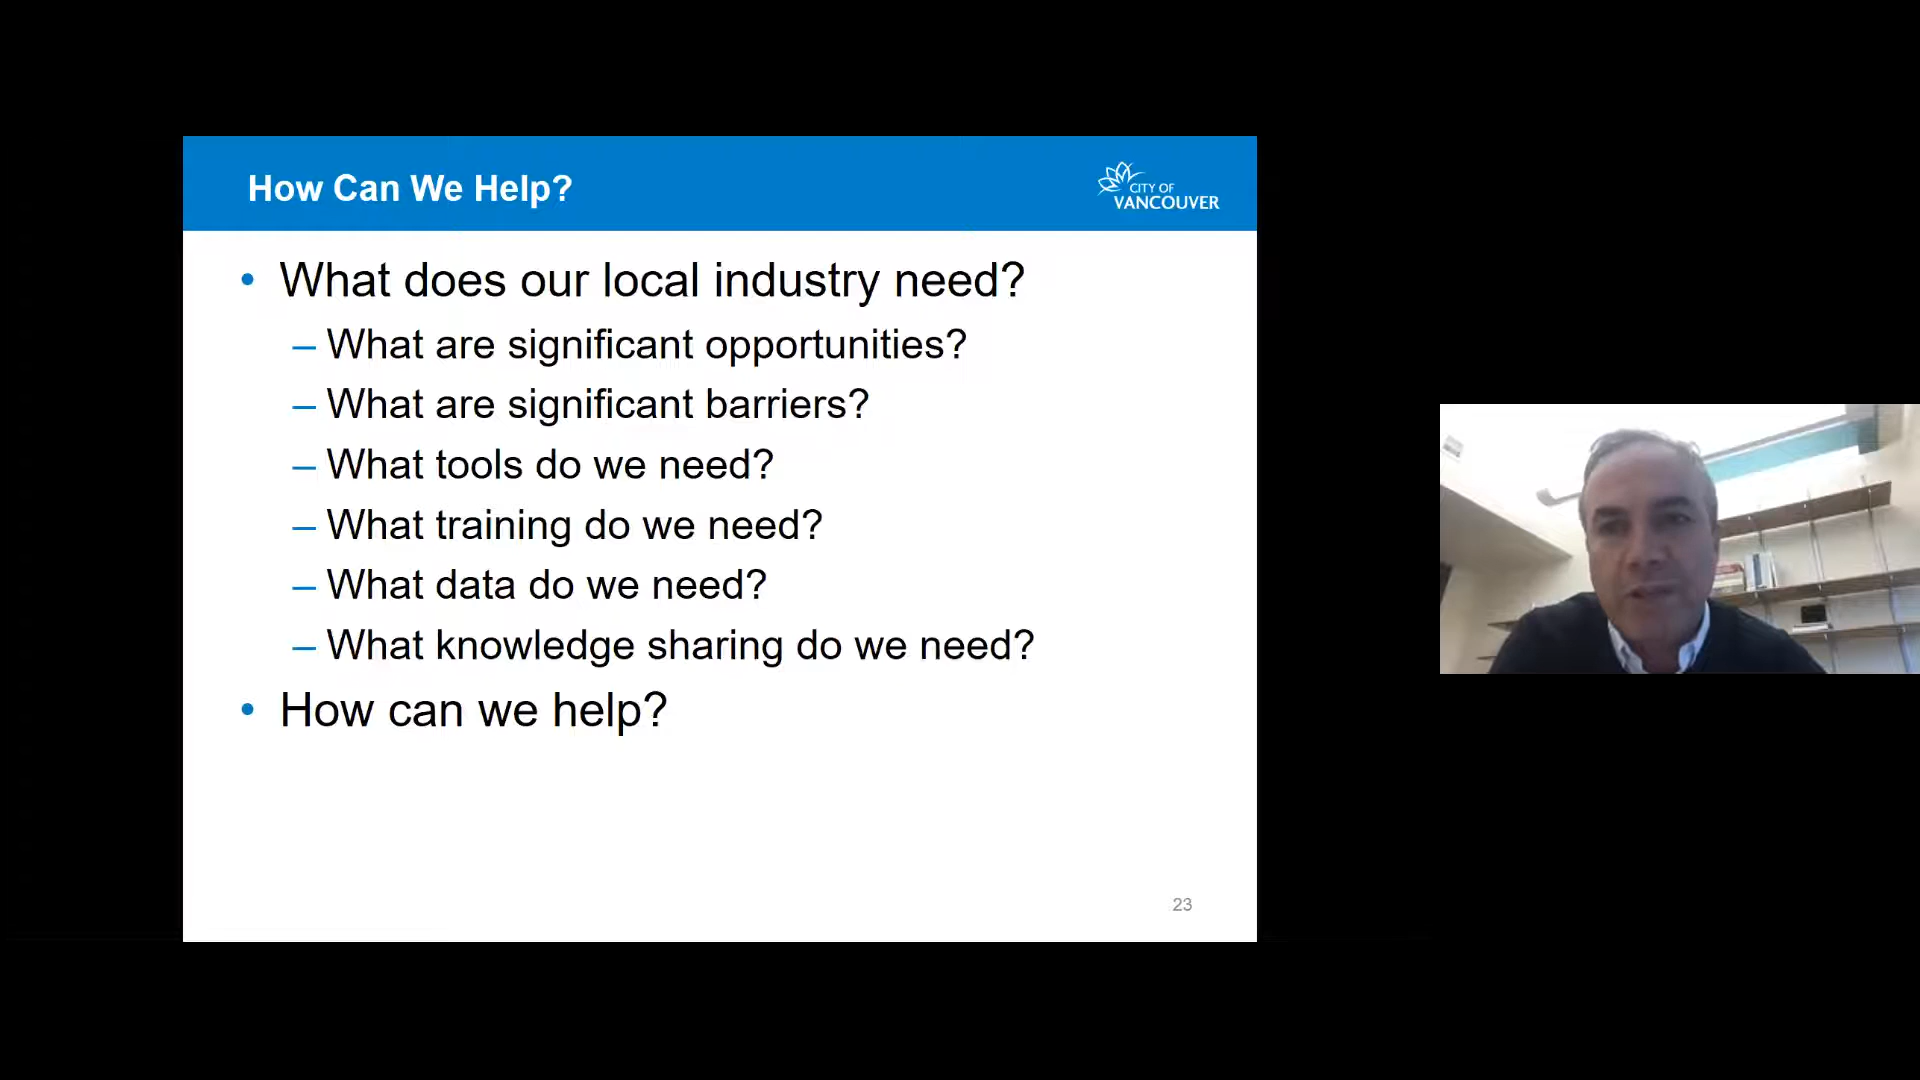 How Can We Help?
CITY OF
VANCOUVER
• What does our local industry need?
– What are significant opportunities?
– What are significant barriers?
– What tools do we need?
– What training do we need?
– What data do we need?
– What knowledge sharing do we need?
• How can we help?
23